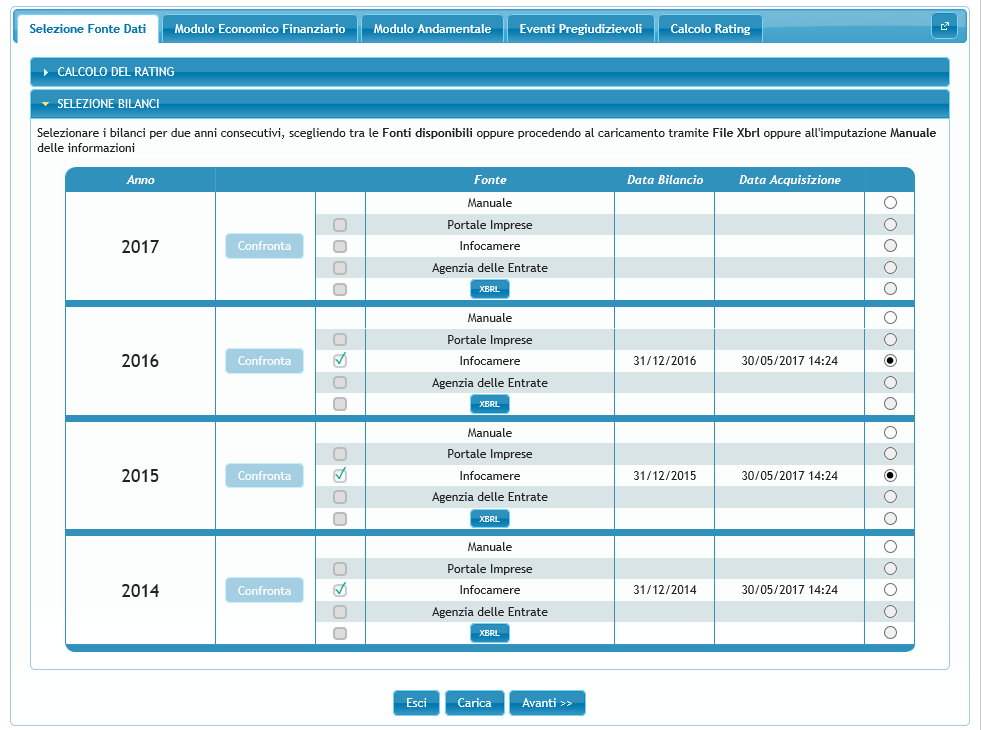 Selezione Fonte Dati Modulo Economico Finanziario Modulo Andamentale Eventi Pregiudizievoli Calcolo Rating
CALCOLO DEL RATING
SELEZIONE BILANCI
Selezionare i bilanci per due anni consecutivi, scegliendo tra le Fonti disponibili oppure procedendo al caricamento tramite File Xbrl oppure all'imputazione Manuale
delle informazioni
Anno Fonte Data Bilancio Data Acquisizione
Manuale
Portale Imprese
2017 Confronta Infocamere
Agenzia delle Entrate
XBRL
Manuale
Portale Imprese
2016 Confronta Infocamere 31/12/2016 30/05/2017 14:24
Agenzia delle Entrate
XBRL
Manuale
Portale Imprese
2015 Confronta Infocamere 31/12/2015 30/05/2017 14:24
Agenzia delle Entrate
XBRL
Manuale
Portale Imprese
2014 Confronta Infocamere 31/12/2014 30/05/2017 14:24
Agenzia delle Entrate
XBRL
Esci Carica Avanti >>